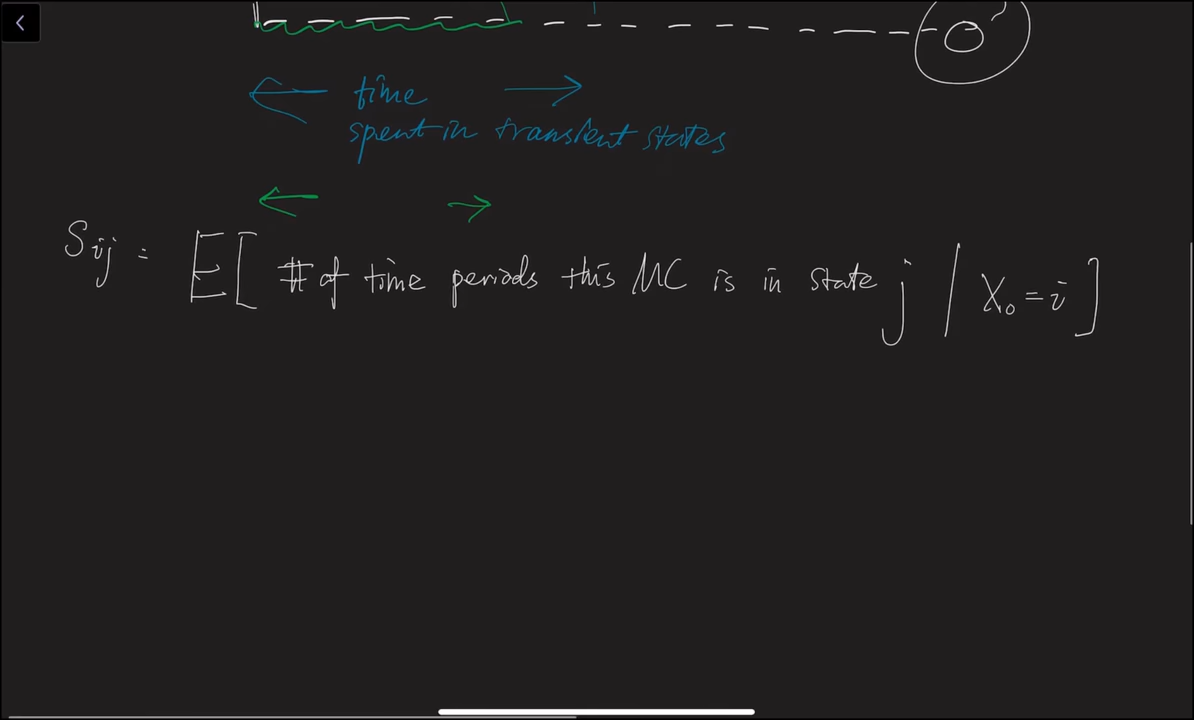 time
spent in transient states
Sij = E[ # of time periods this MC is in state j | X₀ = i ]